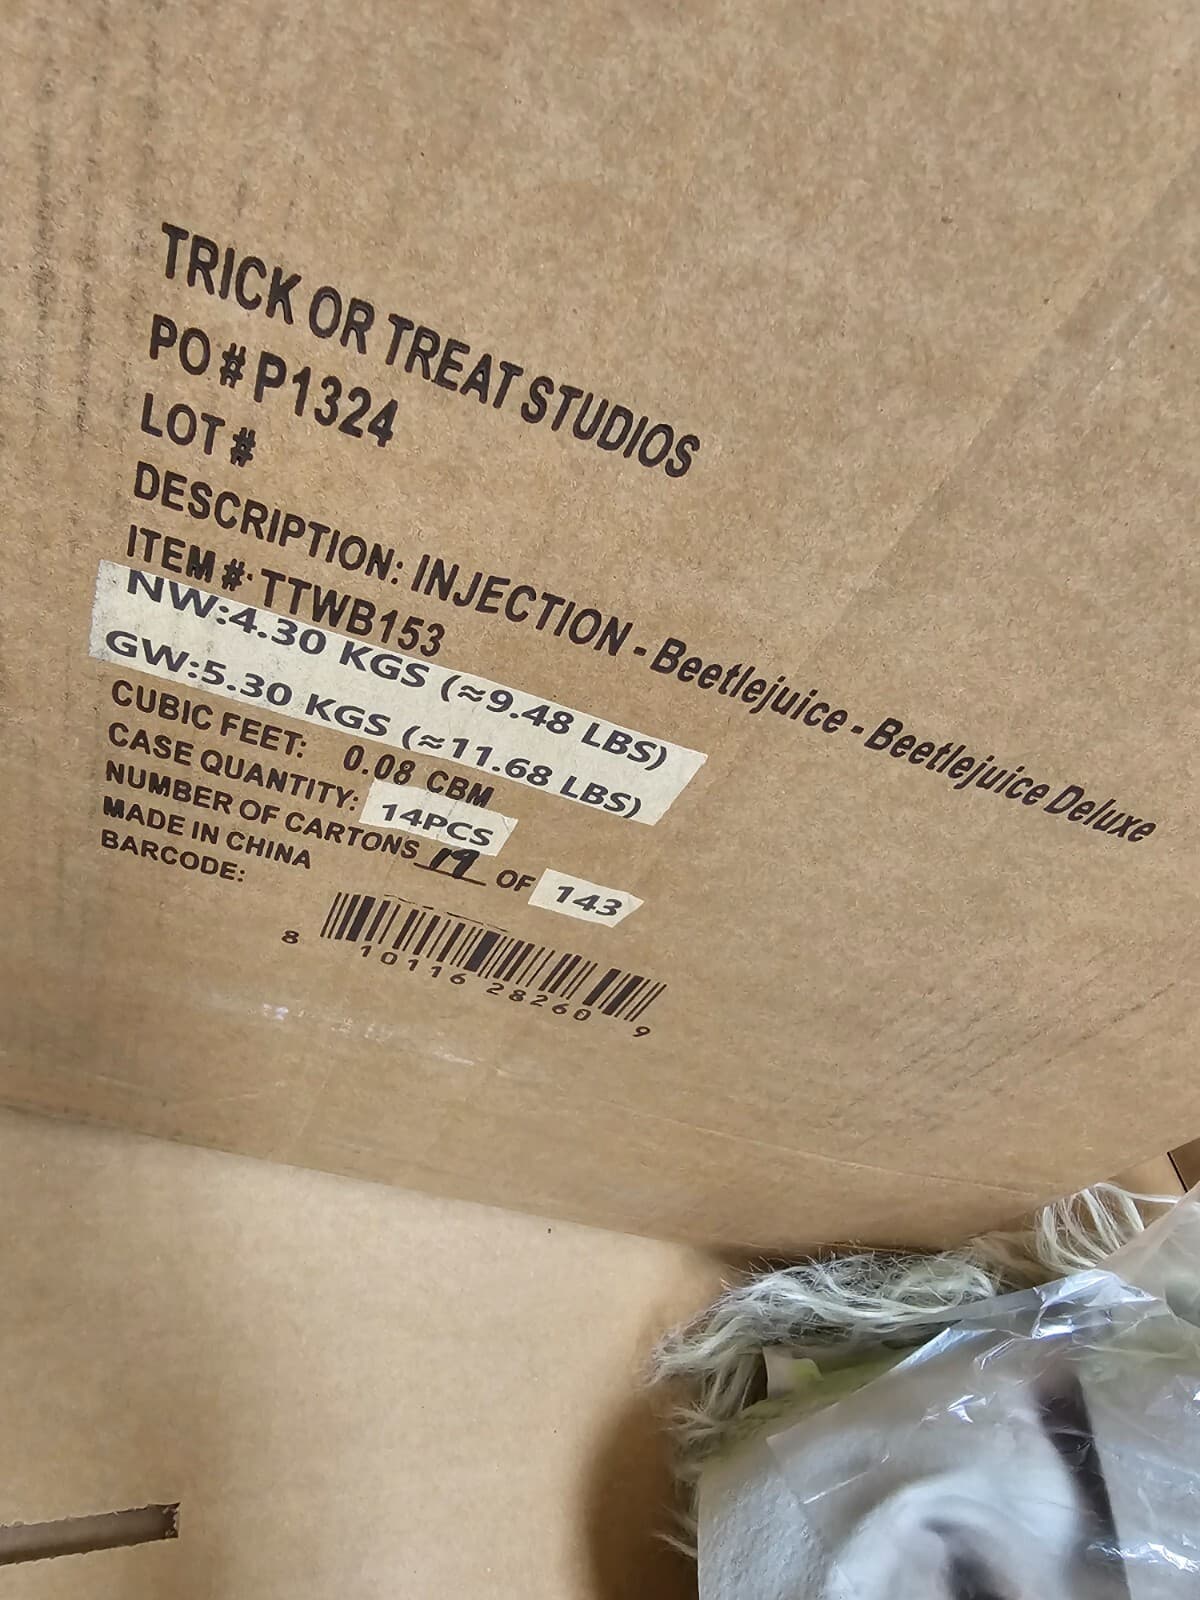 TRICK OR TREAT STUDIOS
PO # P1324
LOT #
DESCRIPTION: INJECTION - Beetlejuice - Beetlejuice Deluxe
ITEM #: TTWB153
NW:4.30 KGS (≈9.48 LBS)
GW:5.30 KGS (≈11.68 LBS)
CUBIC FEET: 0.08 CBM
CASE QUANTITY: 14PCS
NUMBER OF CARTONS 19 OF 143
MADE IN CHINA
BARCODE:
8 10116 28260 9